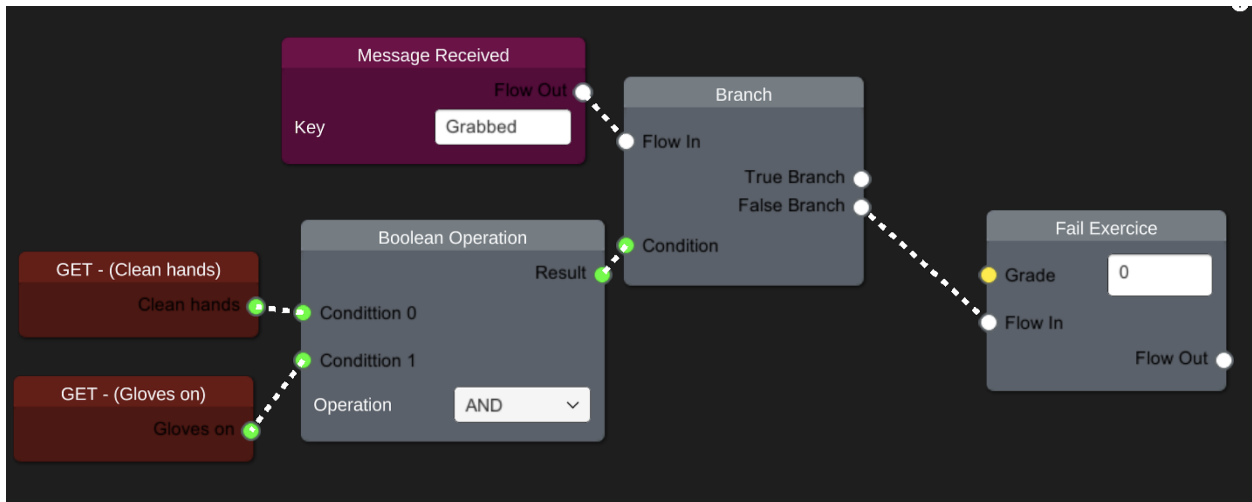 Message Received
Flow Out
Key
Grabbed
Branch
Flow In
True Branch
False Branch
Condition
Boolean Operation
Result
Condittion 0
Condittion 1
Operation
AND
GET - (Clean hands)
Clean hands
GET - (Gloves on)
Gloves on
Fail Exercice
Grade
0
Flow In
Flow Out